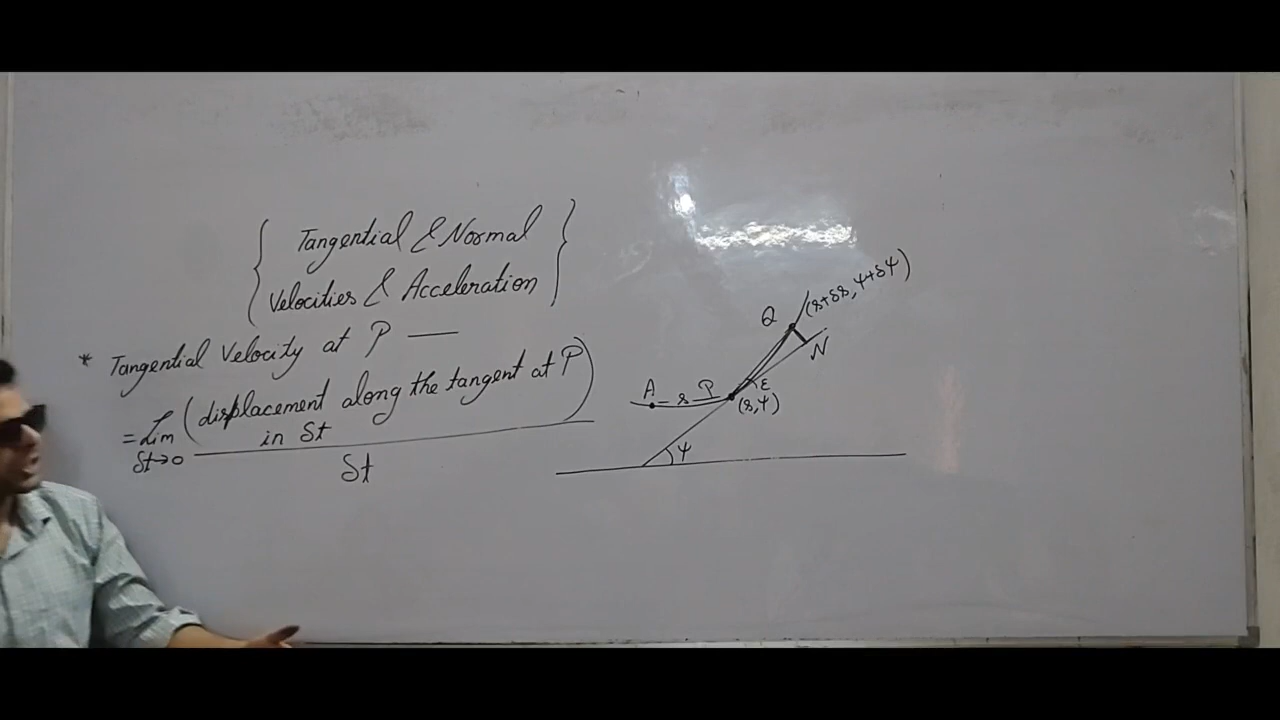 Tangential & Normal
Velocities & Acceleration
* Tangential Velocity at P —
= Lim (displacement along the tangent at P)
δt→0 in δt
δt
Q (s+δs, ψ+δψ)
N
A s P ε
(s,ψ)
ψ